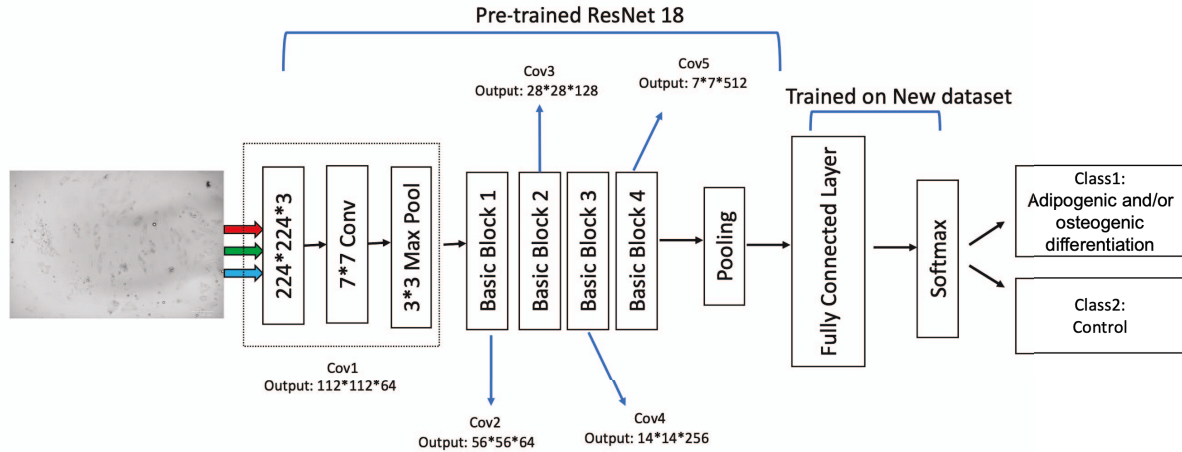 Pre-trained ResNet 18
Cov3
Output: 28*28*128
Cov5
Output: 7*7*512
Trained on New dataset
224*224*3
7*7 Conv
3*3 Max Pool
Basic Block 1
Basic Block 2
Basic Block 3
Basic Block 4
Pooling
Fully Connected Layer
Softmax
Class1:
Adipogenic and/or
osteogenic
differentiation
Class2:
Control
Cov1
Output: 112*112*64
Cov2
Output: 56*56*64
Cov4
Output: 14*14*256